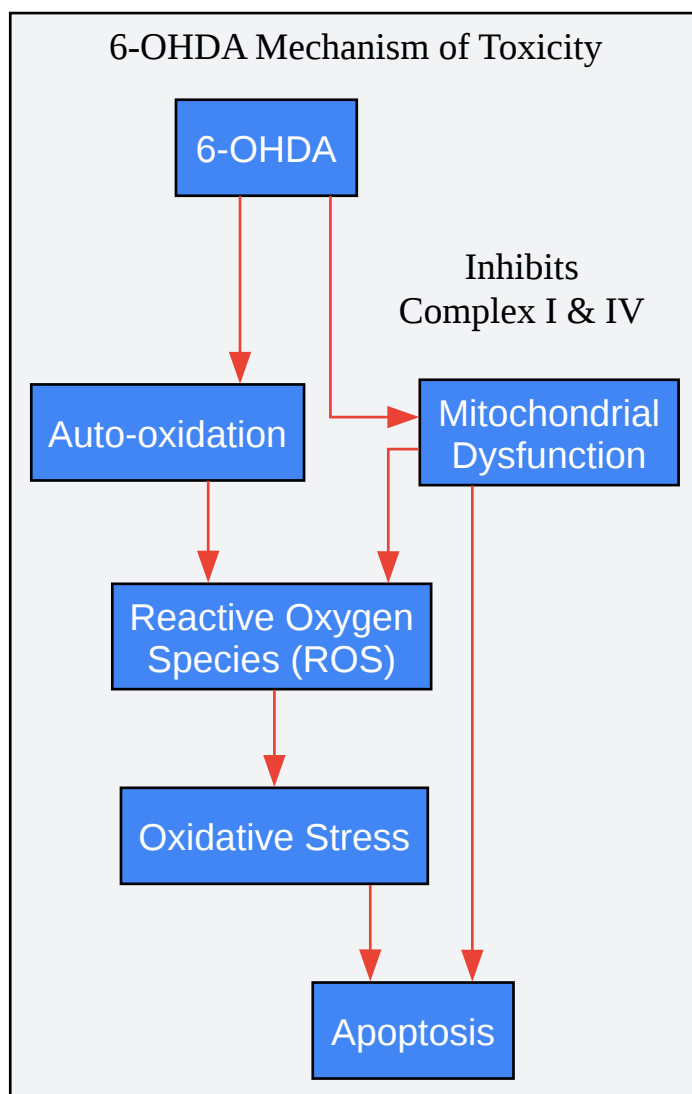 6-OHDA Mechanism of Toxicity
6-OHDA
Inhibits
Complex I & IV
Auto-oxidation
Mitochondrial
Dysfunction
Reactive Oxygen
Species (ROS)
Oxidative Stress
Apoptosis